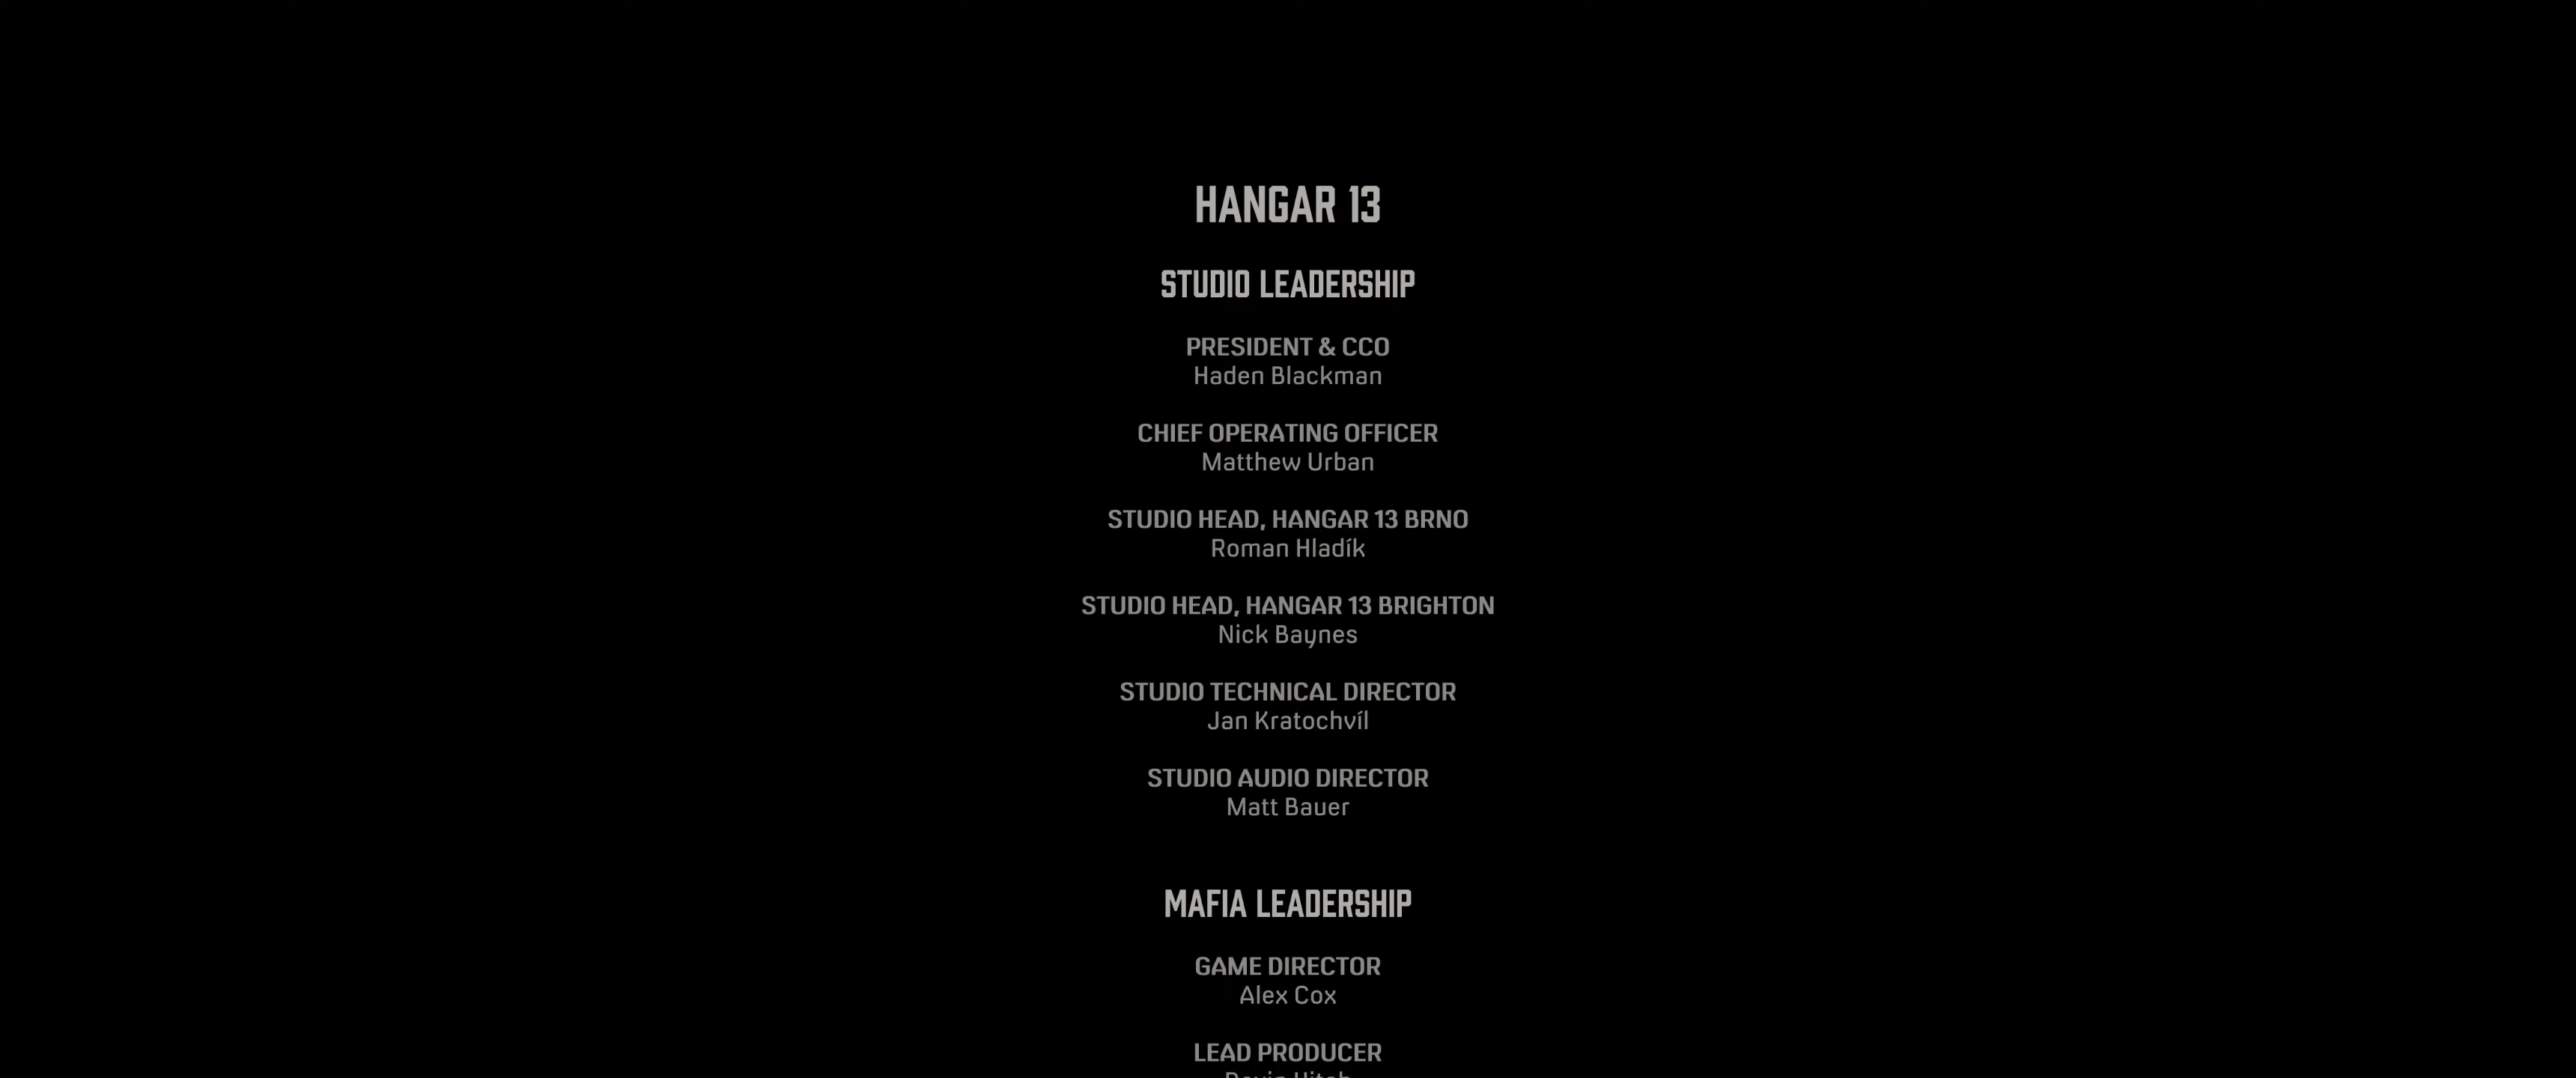 HANGAR 13
STUDIO LEADERSHIP
PRESIDENT & CCO
Haden Blackman
CHIEF OPERATING OFFICER
Matthew Urban
STUDIO HEAD, HANGAR 13 BRNO
Roman Hladík
STUDIO HEAD, HANGAR 13 BRIGHTON
Nick Baynes
STUDIO TECHNICAL DIRECTOR
Jan Kratochvíl
STUDIO AUDIO DIRECTOR
Matt Bauer
MAFIA LEADERSHIP
GAME DIRECTOR
Alex Cox
LEAD PRODUCER